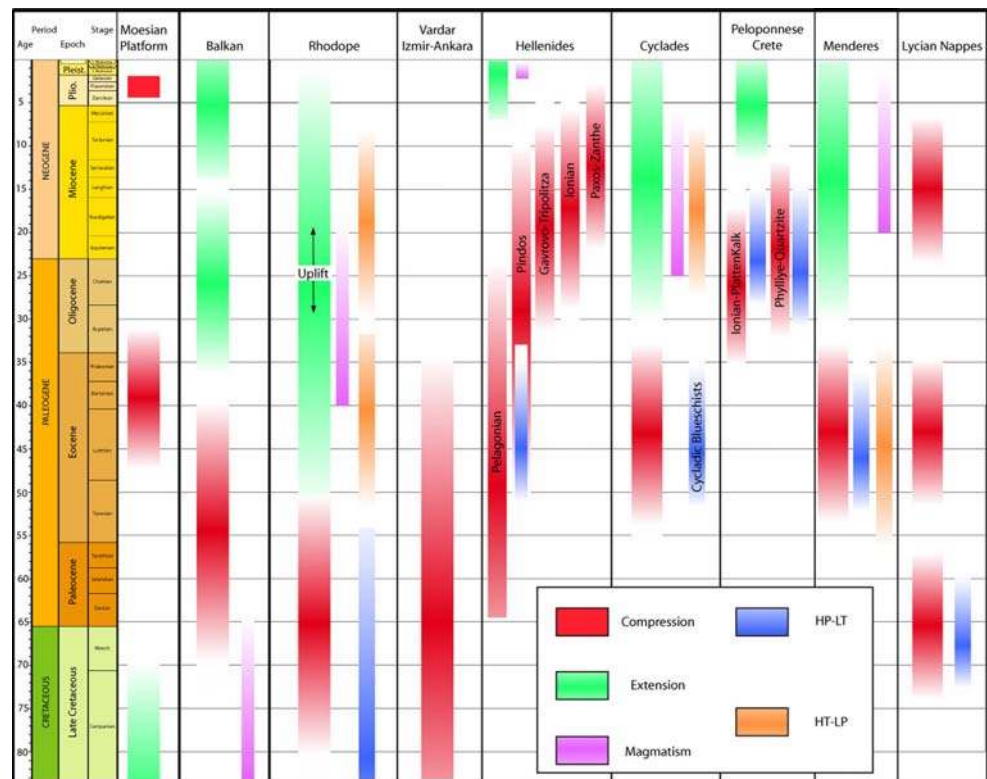 Period
Stage
Age
Epoch
Moesian
Platform
Balkan
Rhodope
Vardar
Izmir-Ankara
Hellenides
Cyclades
Peloponnese
Crete
Menderes
Lycian Nappes
NEOGENE
PALEOGENE
CRETACEOUS
Pleist.
Plio.
Miocene
Oligocene
Eocene
Paleocene
Late Cretaceous
5
10
15
20
25
30
35
40
45
50
55
60
65
70
75
80
Uplift
Pelagonian
Pindos
Gavrovo-Tripolitza
Ionian
Paxos-Zanthe
Cycladic Blueschists
Ionian-PlattenKalk
Phylliye-Quartzite
Compression
Extension
Magmatism
HP-LT
HT-LP